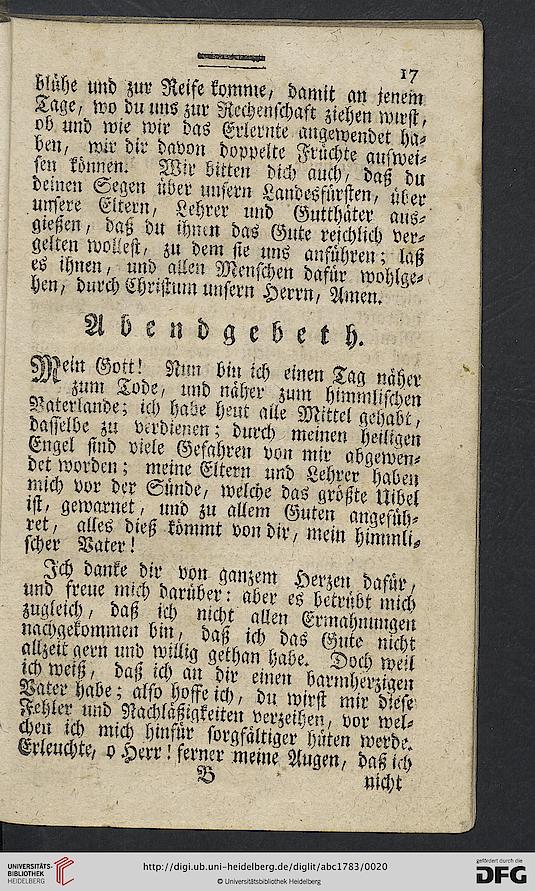 17
blühe und zur Reife komme, damit an jenem
Tage, wo du uns zur Rechenschaft ziehen wirst,
ob und wie wir das Erlernte angewendet ha⸗
ben, wir dir davon doppelte Früchte aufwei⸗
sen können. Wir bitten dich auch, daß du
deinen Segen über unsern Landesfürsten, über
unsere Eltern, Lehrer und Gutthäter aus⸗
gießen, daß du ihnen das Gute reichlich ver⸗
gelten wollest, zu dem sie uns anführen; laß
es ihnen, und allen Menschen dafür wohlge⸗
hen, durch Christum unsern Herrn, Amen.
Abendgebeth.
Mein Gott! Nun bin ich einen Tag näher
zum Tode, und näher zum himmlischen
Vaterlande; ich habe heut alle Mittel gehabt,
dasselbe zu verdienen; durch meinen heiligen
Engel sind viele Gefahren von mir abgewen⸗
det worden; meine Eltern und Lehrer haben
mich vor der Sünde, welche das größte Uibel
ist, gewarnet, und zu allem Guten angefüh⸗
ret, alles dieß kömmt von dir, mein himmli⸗
scher Vater!
Ich danke dir von ganzem Herzen dafür,
und freue mich darüber: aber es betrübt mich
zugleich, daß ich nicht allen Ermahnungen
nachgekommen bin, daß ich das Gute nicht
allzeit gern und willig gethan habe. Doch weil
ich weiß, daß ich an dir einen barmherzigen
Vater habe; also hoffe ich, du wirst mir diese
Fehler und Nachläßigkeiten verzeihen, vor wel⸗
chen ich mich hinfür sorgfältiger hüten werde.
Erleuchte, o Herr! ferner meine Augen, daß ich
B
nicht
UNIVERSITÄTS-
BIBLIOTHEK
HEIDELBERG
http://digi.ub.uni-heidelberg.de/diglit/abc1783/0020
© Universitätsbibliothek Heidelberg
gefördert durch die
DFG